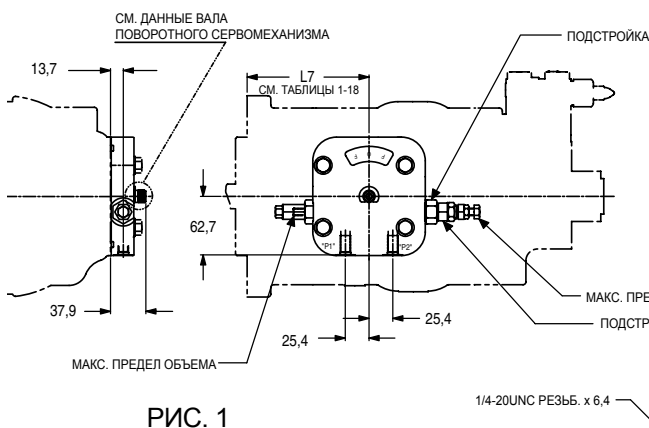 СМ. ДАННЫЕ ВАЛА
ПОВОРОТНОГО СЕРВОМЕХАНИЗМА
ПОДСТРОЙКА
13,7
L7
СМ. ТАБЛИЦЫ 1-18
F 0 F
62,7
"P1"
"P2"
37,9
МАКС. ПРЕ
25,4
ПОДСТР
25,4
МАКС. ПРЕДЕЛ ОБЪЕМА
1/4-20UNC РЕЗЬБ. x 6,4
РИС. 1